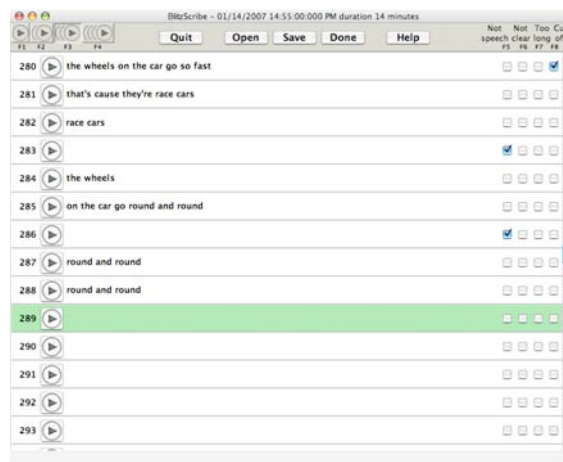 BlitzScribe - 01/14/2007 14:55:00:000 PM duration 14 minutes
F1 F2 F3 F4
Quit Open Save Done Help
Not Not Too Cu
speech clear long of
F5 F6 F7 F8
280 the wheels on the car go so fast
281 that's cause they're race cars
282 race cars
283
284 the wheels
285 on the car go round and round
286
287 round and round
288 round and round
289
290
291
292
293